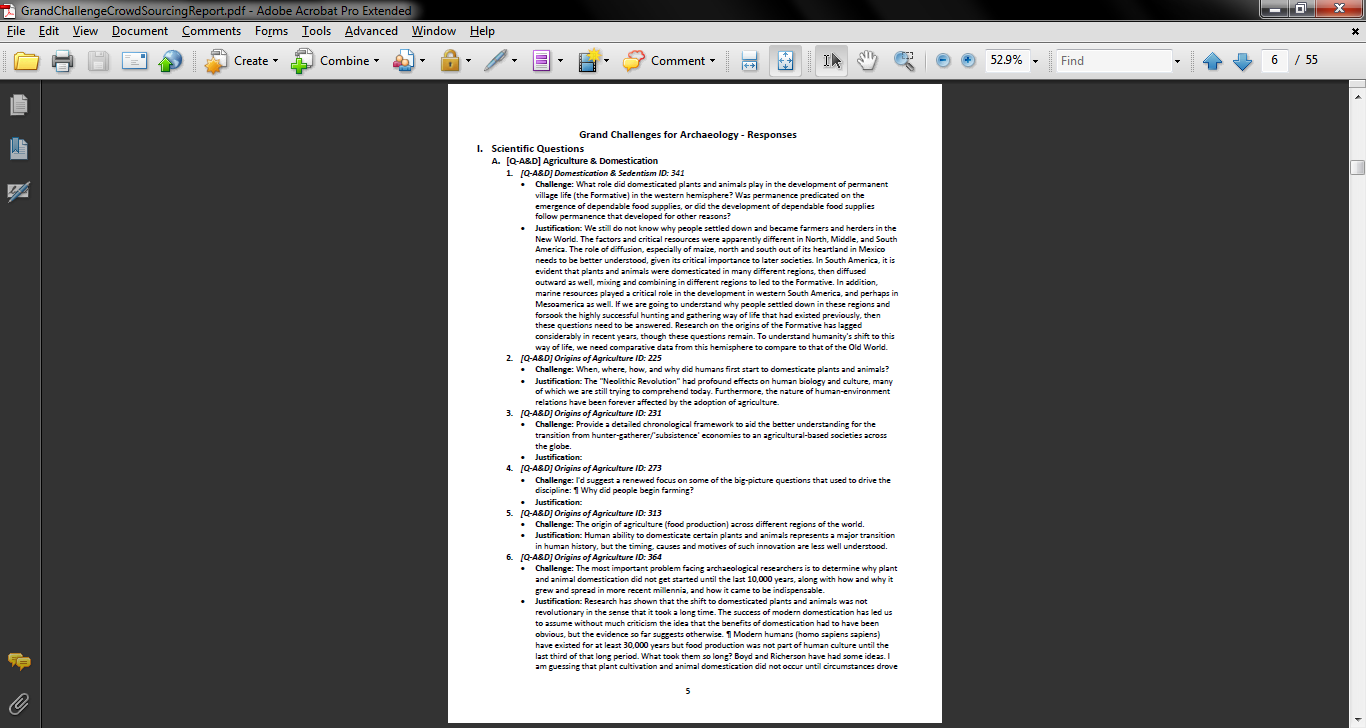 GrandChallengeCrowdSourcingReport.pdf - Adobe Acrobat Pro Extended
File Edit View Document Comments Forms Tools Advanced Window Help
Create Combine Comment 52.9% Find 6 / 55
Grand Challenges for Archaeology - Responses
I. Scientific Questions
A. [Q-A&D] Agriculture & Domestication
1. [Q-A&D] Domestication & Sedentism ID: 341
• Challenge: What role did domesticated plants and animals play in the development of permanent
village life (the Formative) in the western hemisphere? Was permanence predicated on the
emergence of dependable food supplies, or did the development of dependable food supplies
follow permanence that developed for other reasons?
• Justification: We still do not know why people settled down and became farmers and herders in the
New World. The factors and critical resources were apparently different in North, Middle, and South
America. The role of diffusion, especially of maize, north and south out of its heartland in Mexico
needs to be better understood, given its critical importance to later societies. In South America, it is
evident that plants and animals were domesticated in many different regions, then diffused
outward as well, mixing and combining in different regions to led to the Formative. In addition,
marine resources played a critical role in the development in western South America, and perhaps in
Mesoamerica as well. If we are going to understand why people settled down in these regions and
forsook the highly successful hunting and gathering way of life that had existed previously, then
these questions need to be answered. Research on the origins of the Formative has lagged
considerably in recent years, though these questions remain. To understand humanity's shift to this
way of life, we need comparative data from this hemisphere to compare to that of the Old World.
2. [Q-A&D] Origins of Agriculture ID: 225
• Challenge: When, where, how, and why did humans first start to domesticate plants and animals?
• Justification: The "Neolithic Revolution" had profound effects on human biology and culture, many
of which we are still trying to comprehend today. Furthermore, the nature of human-environment
relations have been forever affected by the adoption of agriculture.
3. [Q-A&D] Origins of Agriculture ID: 231
• Challenge: Provide a detailed chronological framework to aid the better understanding for the
transition from hunter-gatherer/'subsistence' economies to an agricultural-based societies across
the globe.
• Justification:
4. [Q-A&D] Origins of Agriculture ID: 273
• Challenge: I'd suggest a renewed focus on some of the big-picture questions that used to drive the
discipline: ¶ Why did people begin farming?
• Justification:
5. [Q-A&D] Origins of Agriculture ID: 313
• Challenge: The origin of agriculture (food production) across different regions of the world.
• Justification: Human ability to domesticate certain plants and animals represents a major transition
in human history, but the timing, causes and motives of such innovation are less well understood.
6. [Q-A&D] Origins of Agriculture ID: 364
• Challenge: The most important problem facing archaeological researchers is to determine why plant
and animal domestication did not get started until the last 10,000 years, along with how and why it
grew and spread in more recent millennia, and how it came to be indispensable.
• Justification: Research has shown that the shift to domesticated plants and animals was not
revolutionary in the sense that it took a long time. The success of modern domestication has led us
to assume without much criticism the idea that the benefits of domestication had to have been
obvious, but the evidence so far suggests otherwise. ¶ Modern humans (homo sapiens sapiens)
have existed for at least 30,000 years but food production was not part of human culture until the
last third of that long period. What took them so long? Boyd and Richerson have had some ideas. I
am guessing that plant cultivation and animal domestication did not occur until circumstances drove
5